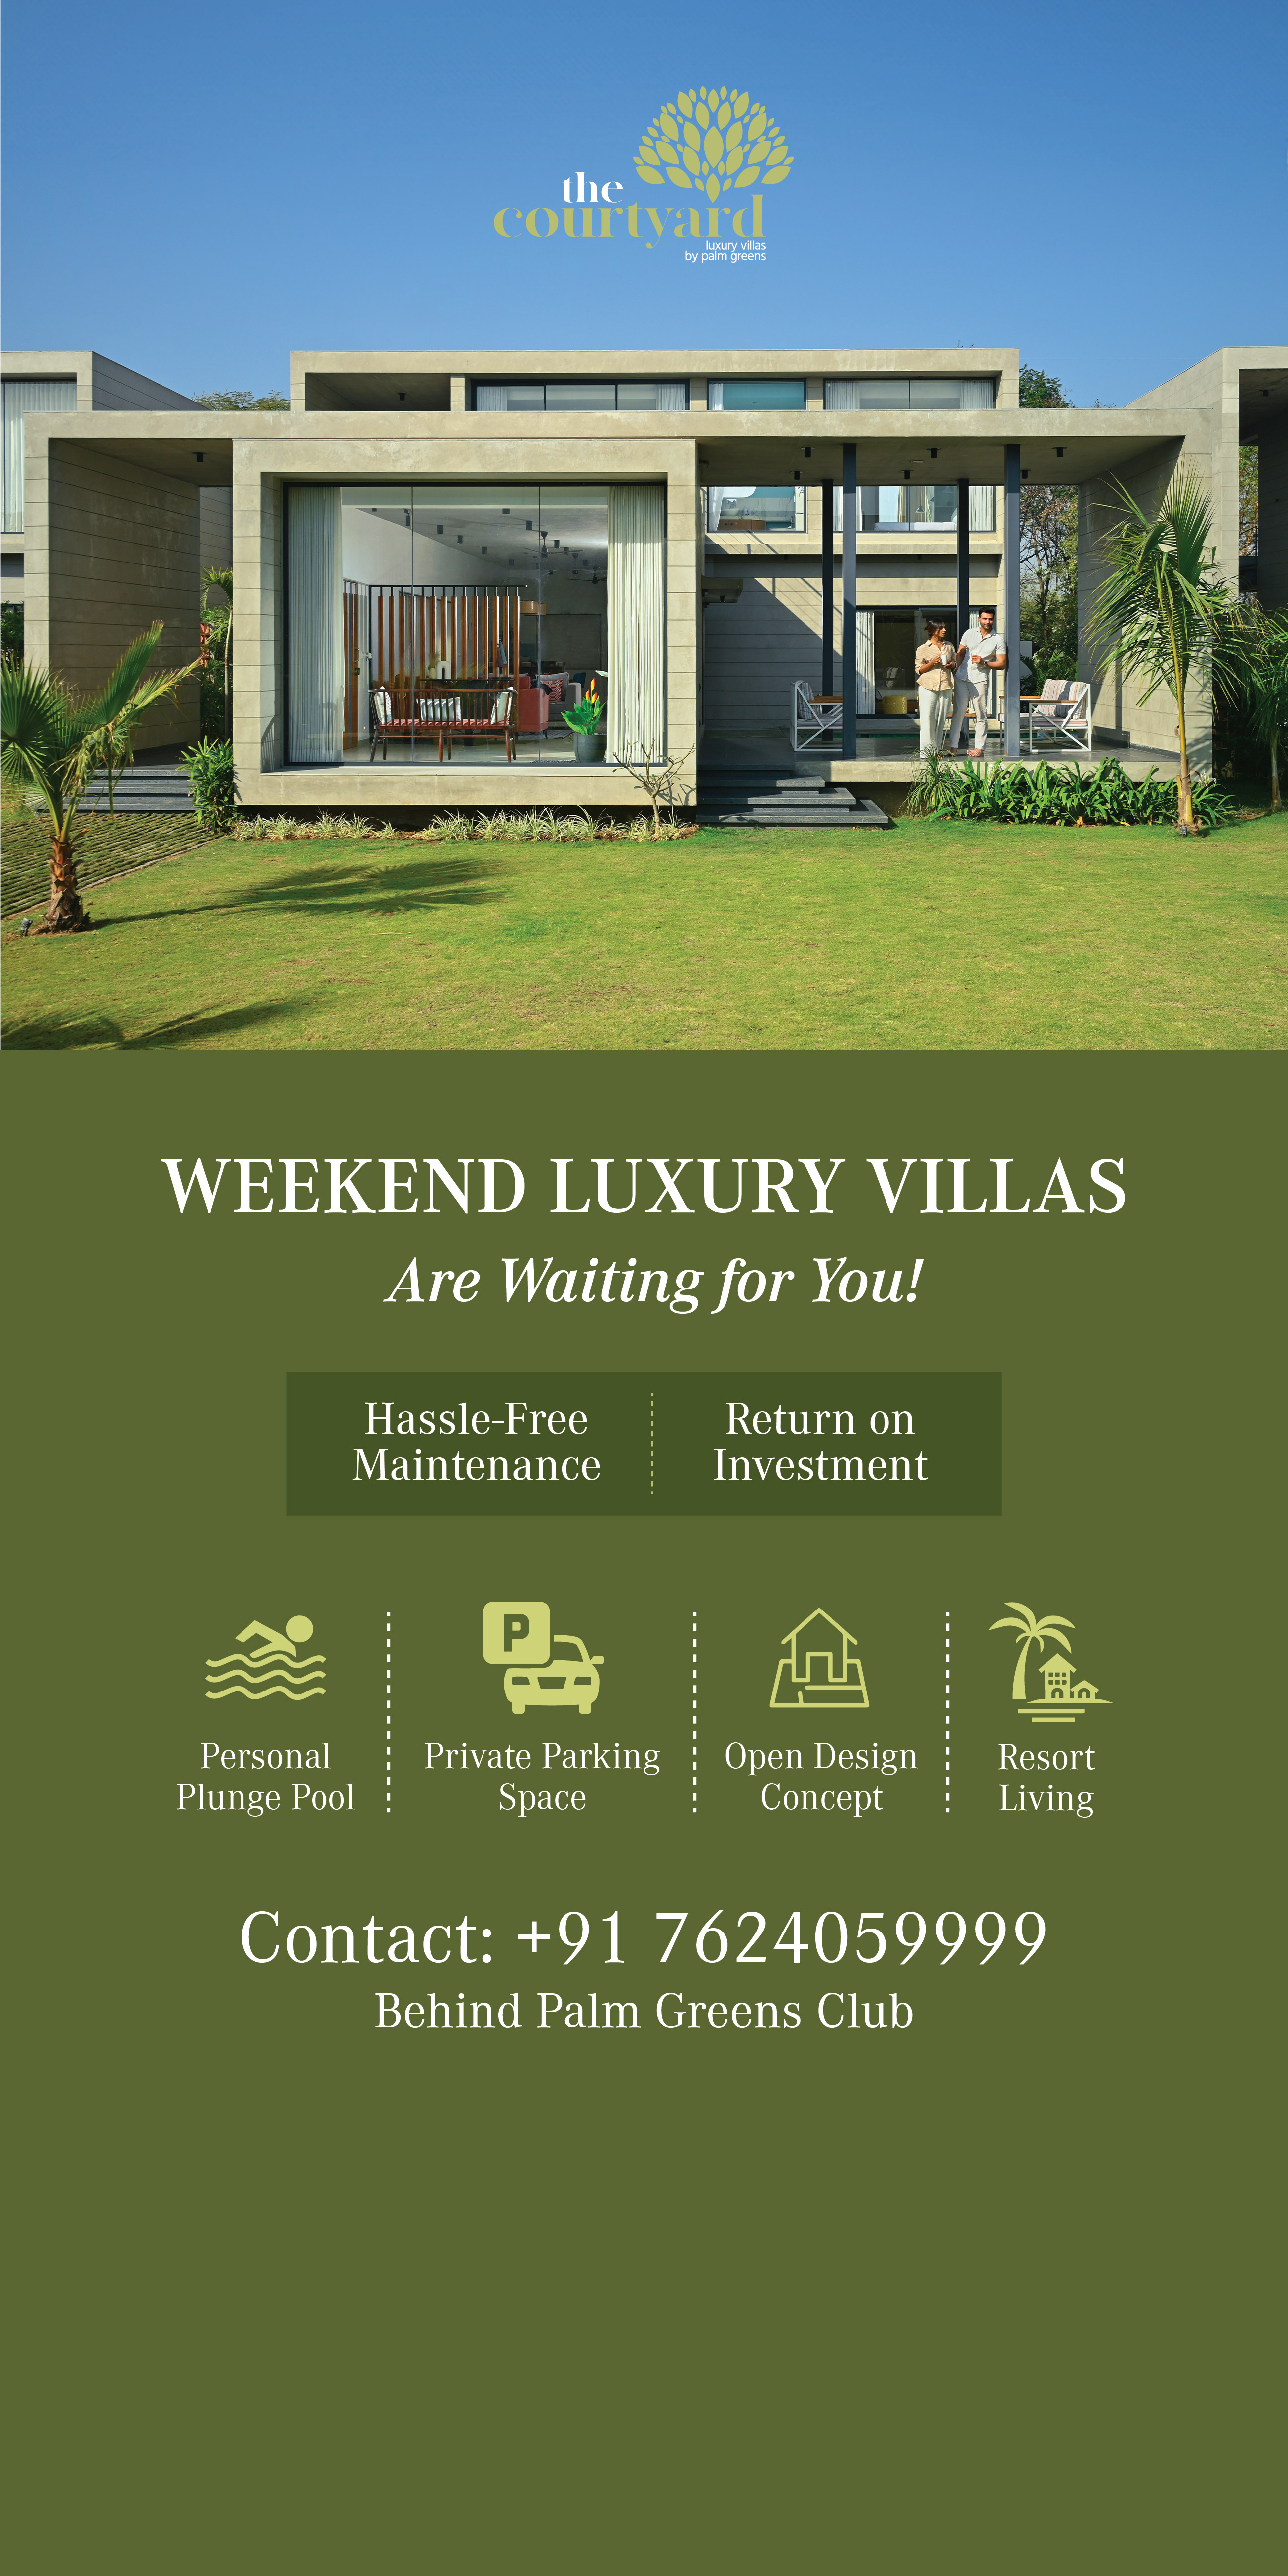 the
courtyard
luxury villas
by palm greens
WEEKEND LUXURY VILLAS
Are Waiting for You!
Hassle-Free
Maintenance
Return on
Investment
P
Personal
Plunge Pool
Private Parking
Space
Open Design
Concept
Resort
Living
Contact: +91 7624059999
Behind Palm Greens Club